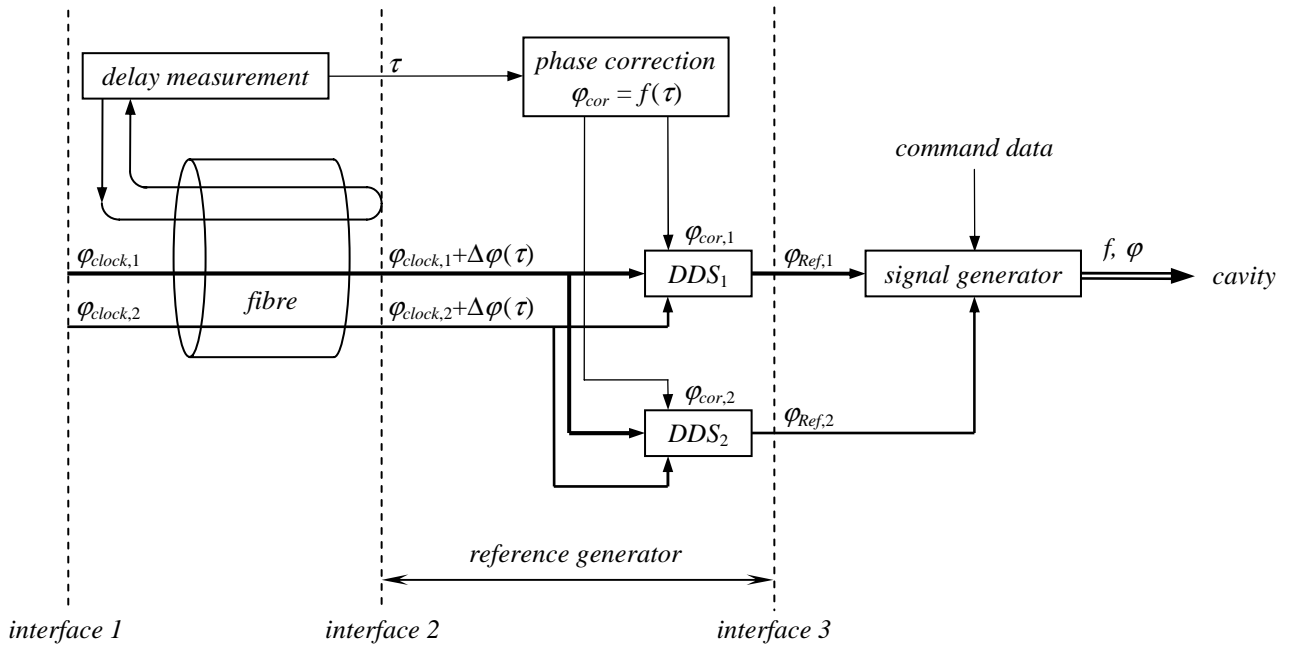 delay measurement
τ
phase correction
φcor = f(τ)
command data
φclock,1
φclock,1+Δφ(τ)
φcor,1
DDS1
φRef,1
signal generator
f, φ
cavity
fibre
φclock,2
φclock,2+Δφ(τ)
φcor,2
DDS2
φRef,2
reference generator
interface 1
interface 2
interface 3